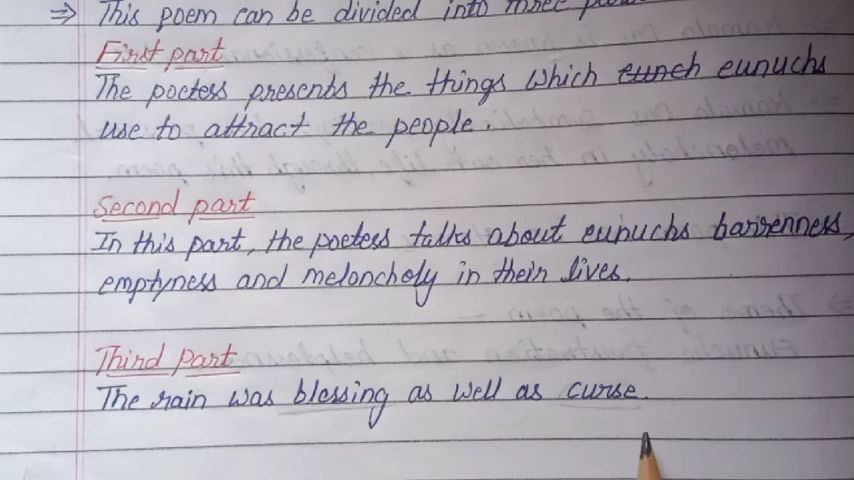 ⇒ This poem can be divided into three
First part
The poetess presents the things which eunch eunuchs
use to attract the people.
Second part
In this part, the poetess talks about eunuchs barrenness,
emptyness and meloncholy in their lives.
Third part
The rain was blessing as well as curse.